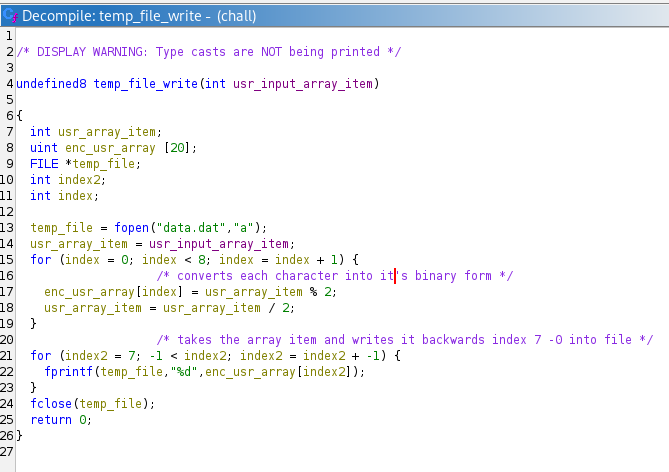 Decompile: temp_file_write - (chall)
1
2 /* DISPLAY WARNING: Type casts are NOT being printed */
3
4 undefined8 temp_file_write(int usr_input_array_item)
5
6 {
7   int usr_array_item;
8   uint enc_usr_array [20];
9   FILE *temp_file;
10   int index2;
11   int index;
12
13   temp_file = fopen("data.dat","a");
14   usr_array_item = usr_input_array_item;
15   for (index = 0; index < 8; index = index + 1) {
16                     /* converts each character into it's binary form */
17     enc_usr_array[index] = usr_array_item % 2;
18     usr_array_item = usr_array_item / 2;
19   }
20                     /* takes the array item and writes it backwards index 7 -0 into file */
21   for (index2 = 7; -1 < index2; index2 = index2 + -1) {
22     fprintf(temp_file,"%d",enc_usr_array[index2]);
23   }
24   fclose(temp_file);
25   return 0;
26 }
27